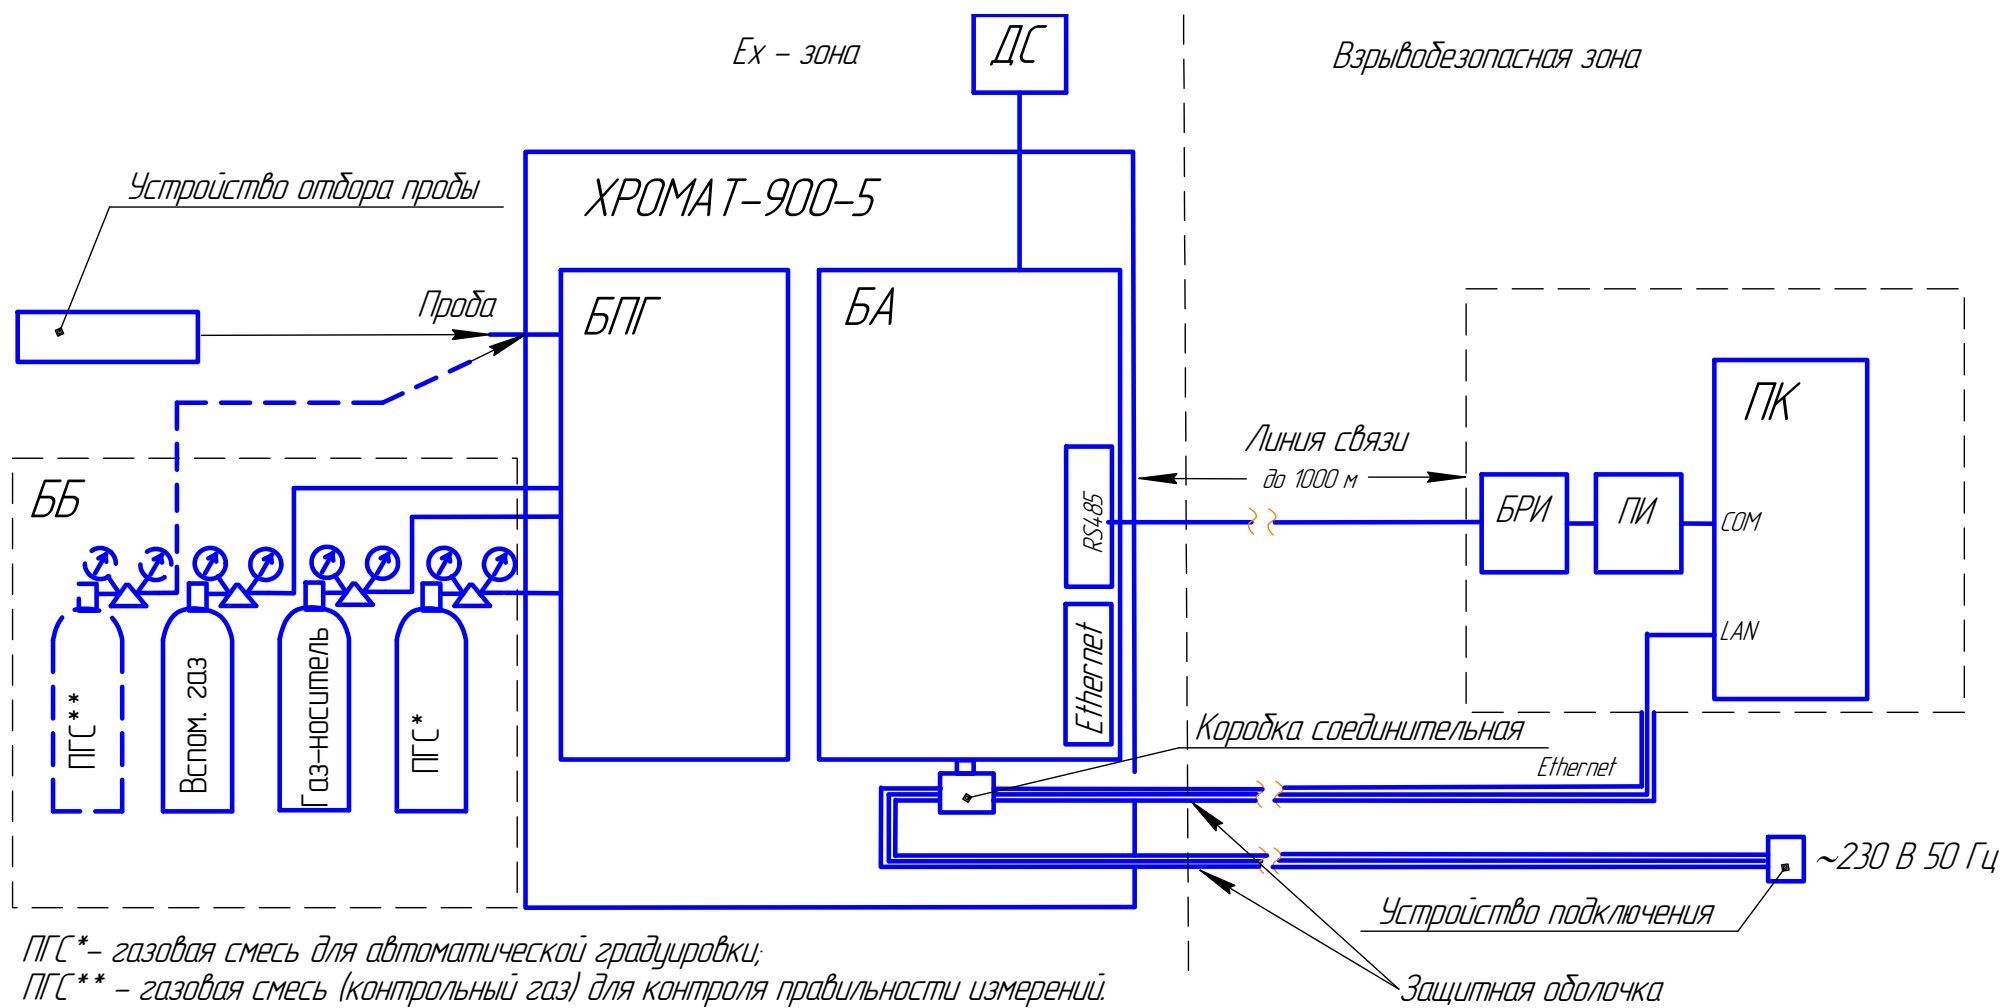 Ex – зона
ДС
Взрывобезопасная зона
Устройство отбора пробы
ХРОМАТ-900-5
Проба
БПГ
БА
ПК
Линия связи
до 1000 м
ББ
RS485
БРИ
ПИ
COM
LAN
Ethernet
ПГС**
Вспом. газ
Газ-носитель
ПГС*
Коробка соединительная
Ethernet
~230 В 50 Гц
Устройство подключения
ПГС*– газовая смесь для автоматической градуировки;
ПГС** – газовая смесь (контрольный газ) для контроля правильности измерений.
Защитная оболочка